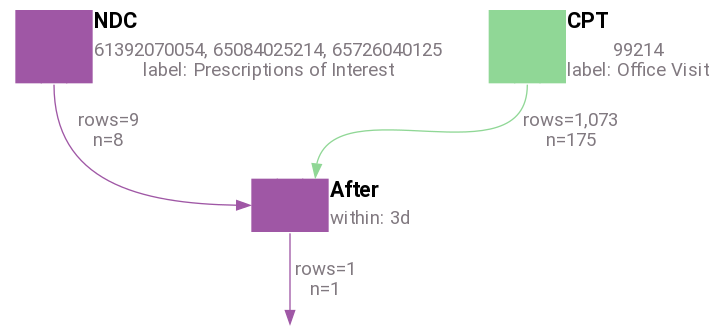 NDC
61392070054, 65084025214, 65726040125
label: Prescriptions of Interest
CPT
99214
label: Office Visit
rows=9
n=8
rows=1,073
n=175
After
within: 3d
rows=1
n=1